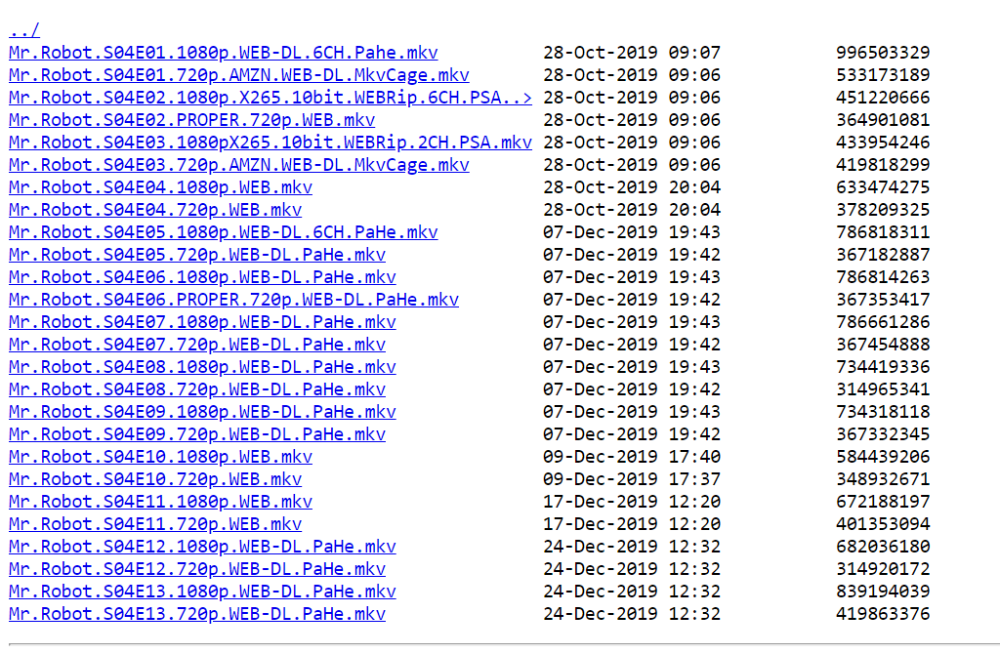 ../
Mr.Robot.S04E01.1080p.WEB-DL.6CH.Pahe.mkv 28-Oct-2019 09:07 996503329
Mr.Robot.S04E01.720p.AMZN.WEB-DL.MkvCage.mkv 28-Oct-2019 09:06 533173189
Mr.Robot.S04E02.1080p.X265.10bit.WEBRip.6CH.PSA..> 28-Oct-2019 09:06 451220666
Mr.Robot.S04E02.PROPER.720p.WEB.mkv 28-Oct-2019 09:06 364901081
Mr.Robot.S04E03.1080pX265.10bit.WEBRip.2CH.PSA.mkv 28-Oct-2019 09:06 433954246
Mr.Robot.S04E03.720p.AMZN.WEB-DL.MkvCage.mkv 28-Oct-2019 09:06 419818299
Mr.Robot.S04E04.1080p.WEB.mkv 28-Oct-2019 20:04 633474275
Mr.Robot.S04E04.720p.WEB.mkv 28-Oct-2019 20:04 378209325
Mr.Robot.S04E05.1080p.WEB-DL.6CH.PaHe.mkv 07-Dec-2019 19:43 786818311
Mr.Robot.S04E05.720p.WEB-DL.PaHe.mkv 07-Dec-2019 19:42 367182887
Mr.Robot.S04E06.1080p.WEB-DL.PaHe.mkv 07-Dec-2019 19:43 786814263
Mr.Robot.S04E06.PROPER.720p.WEB-DL.PaHe.mkv 07-Dec-2019 19:42 367353417
Mr.Robot.S04E07.1080p.WEB-DL.PaHe.mkv 07-Dec-2019 19:43 786661286
Mr.Robot.S04E07.720p.WEB-DL.PaHe.mkv 07-Dec-2019 19:42 367454888
Mr.Robot.S04E08.1080p.WEB-DL.PaHe.mkv 07-Dec-2019 19:43 734419336
Mr.Robot.S04E08.720p.WEB-DL.PaHe.mkv 07-Dec-2019 19:42 314965341
Mr.Robot.S04E09.1080p.WEB-DL.PaHe.mkv 07-Dec-2019 19:43 734318118
Mr.Robot.S04E09.720p.WEB-DL.PaHe.mkv 07-Dec-2019 19:42 367332345
Mr.Robot.S04E10.1080p.WEB.mkv 09-Dec-2019 17:40 584439206
Mr.Robot.S04E10.720p.WEB.mkv 09-Dec-2019 17:37 348932671
Mr.Robot.S04E11.1080p.WEB.mkv 17-Dec-2019 12:20 672188197
Mr.Robot.S04E11.720p.WEB.mkv 17-Dec-2019 12:20 401353094
Mr.Robot.S04E12.1080p.WEB-DL.PaHe.mkv 24-Dec-2019 12:32 682036180
Mr.Robot.S04E12.720p.WEB-DL.PaHe.mkv 24-Dec-2019 12:32 314920172
Mr.Robot.S04E13.1080p.WEB-DL.PaHe.mkv 24-Dec-2019 12:32 839194039
Mr.Robot.S04E13.720p.WEB-DL.PaHe.mkv 24-Dec-2019 12:32 419863376